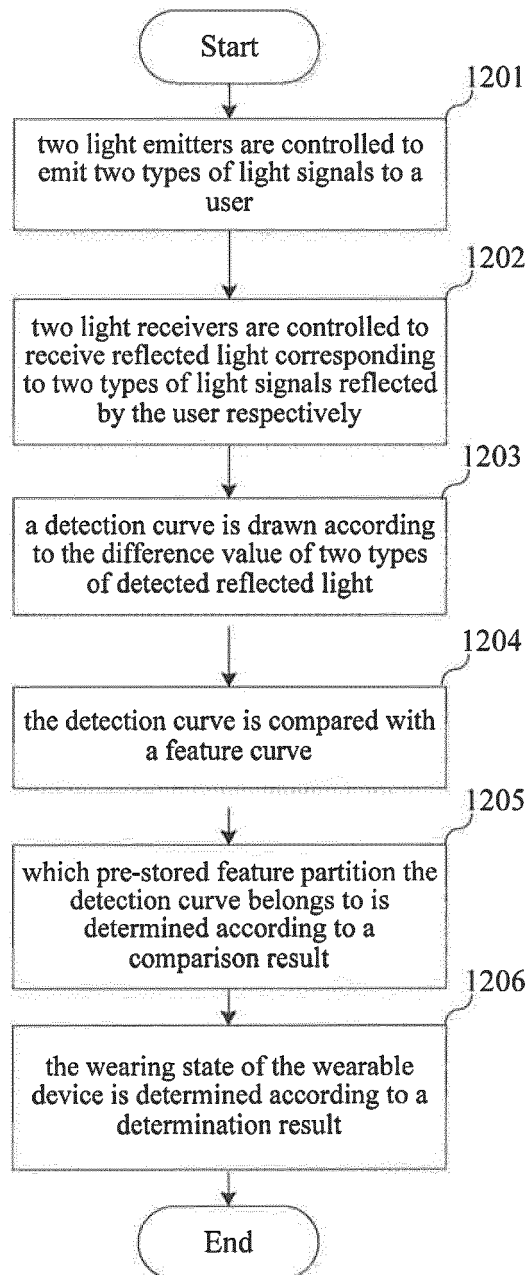 Start
1201
two light emitters are controlled to
emit two types of light signals to a
user
1202
two light receivers are controlled to
receive reflected light corresponding
to two types of light signals reflected
by the user respectively
1203
a detection curve is drawn according
to the difference value of two types
of detected reflected light
1204
the detection curve is compared with
a feature curve
1205
which pre-stored feature partition the
detection curve belongs to is
determined according to a
comparison result
1206
the wearing state of the wearable
device is determined according to a
determination result
End